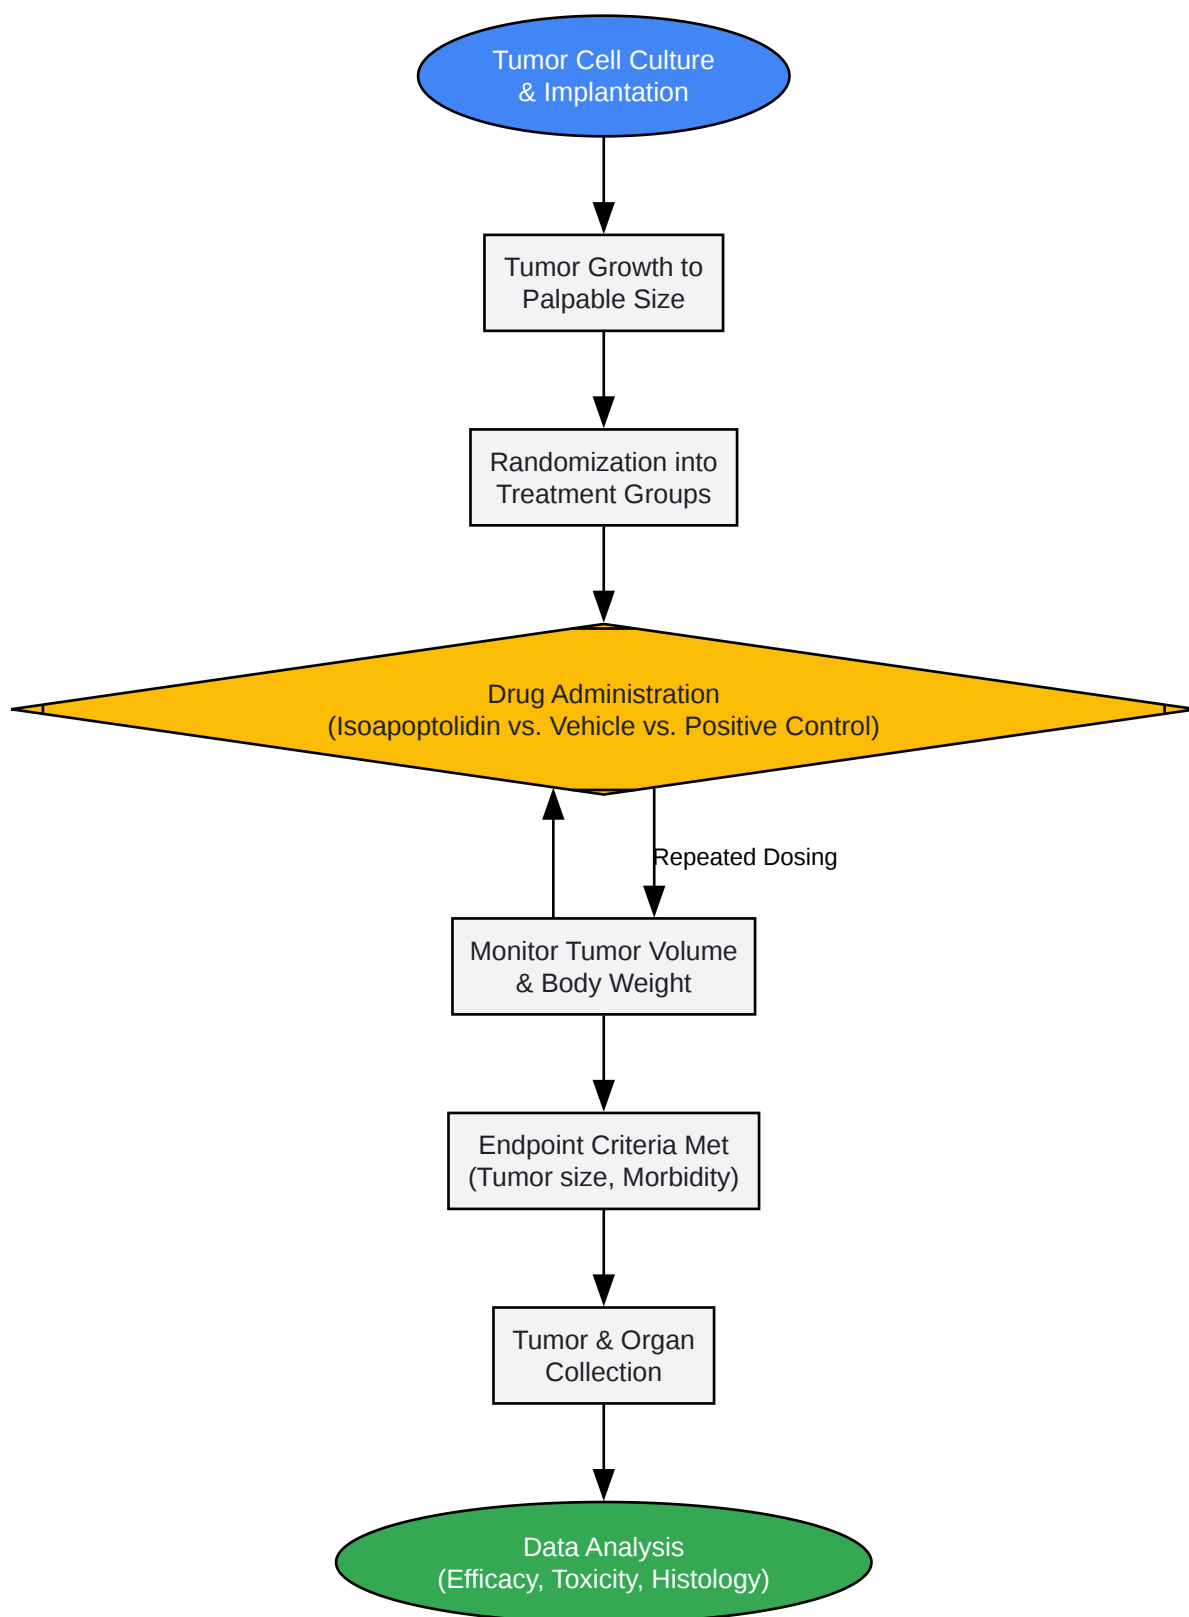 Tumor Cell Culture
& Implantation
Tumor Growth to
Palpable Size
Randomization into
Treatment Groups
Drug Administration
(Isoapoptolidin vs. Vehicle vs. Positive Control)
Repeated Dosing
Monitor Tumor Volume
& Body Weight
Endpoint Criteria Met
(Tumor size, Morbidity)
Tumor & Organ
Collection
Data Analysis
(Efficacy, Toxicity, Histology)